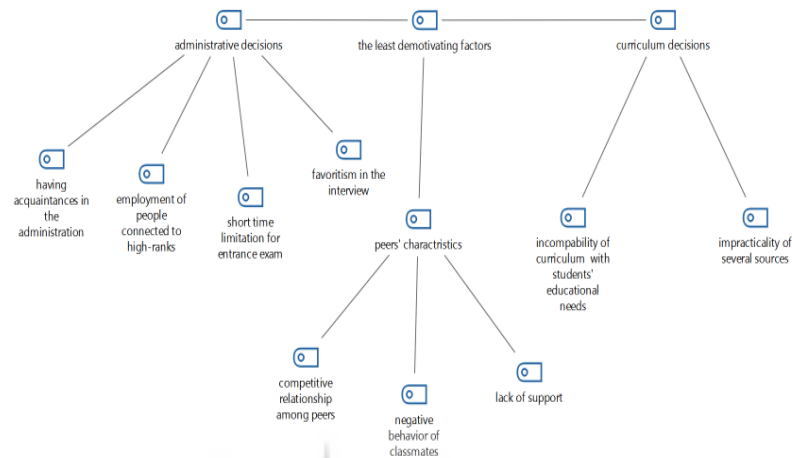 administrative decisions
the least demotivating factors
curriculum decisions
having
acquaintances in
the
administration
employment of
people
connected to
high-ranks
short time
limitation for
entrance exam
favoritism in the
interview
peers' charactristics
incompability of
curriculum with
students'
educational
needs
impracticality of
several sources
competitive
relationship
among peers
negative
behavior of
classmates
lack of support